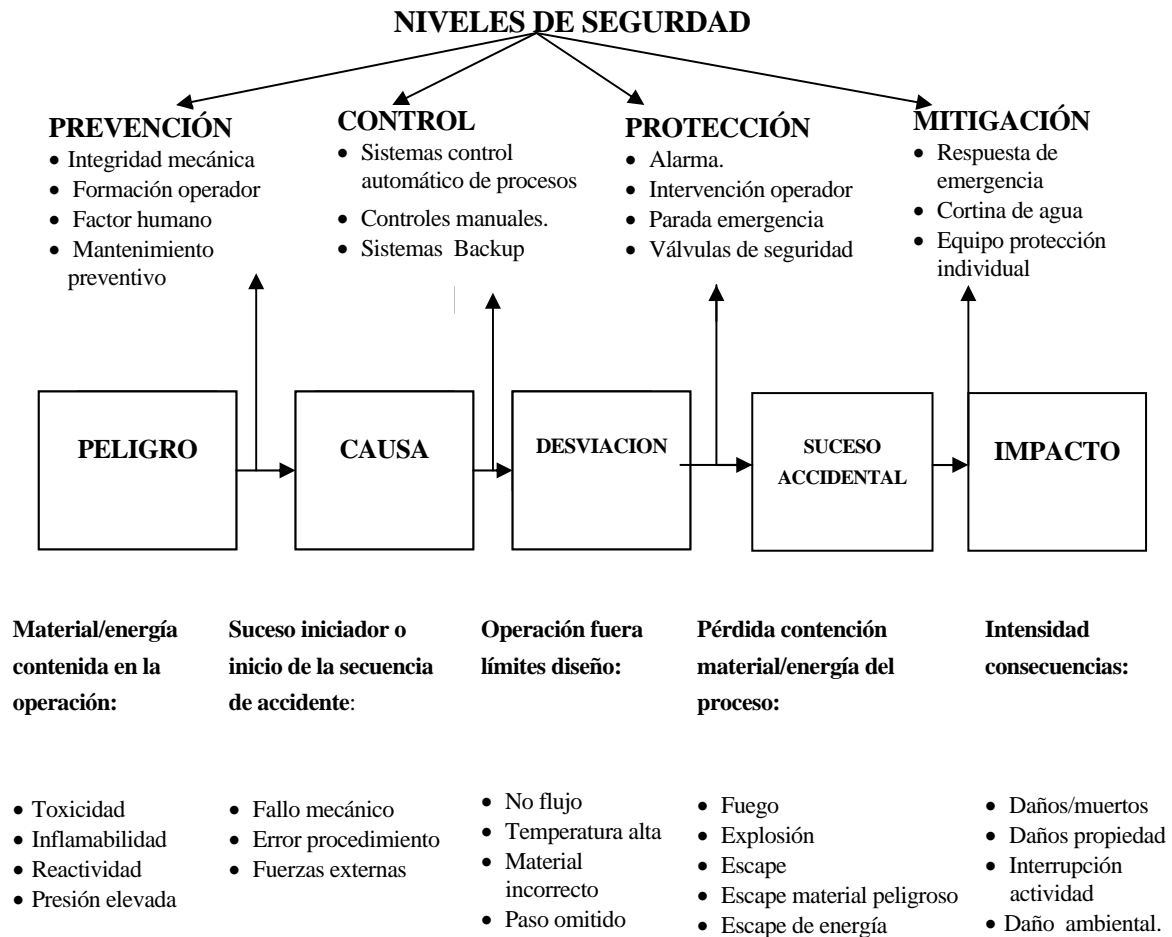 NIVELES DE SEGURDAD
PREVENCIÓN
• Integridad mecánica
• Formación operador
• Factor humano
• Mantenimiento
preventivo
CONTROL
• Sistemas control
automático de procesos
• Controles manuales.
• Sistemas Backup
PROTECCIÓN
• Alarma.
• Intervención operador
• Parada emergencia
• Válvulas de seguridad
MITIGACIÓN
• Respuesta de
emergencia
• Cortina de agua
• Equipo protección
individual
PELIGRO
CAUSA
DESVIACION
SUCESO
ACCIDENTAL
IMPACTO
Material/energía
contenida en la
operación:
Suceso iniciador o
inicio de la secuencia
de accidente:
Operación fuera
límites diseño:
Pérdida contención
material/energía del
proceso:
Intensidad
consecuencias:
• Toxicidad
• Inflamabilidad
• Reactividad
• Presión elevada
• Fallo mecánico
• Error procedimiento
• Fuerzas externas
• No flujo
• Temperatura alta
• Material
incorrecto
• Paso omitido
• Fuego
• Explosión
• Escape
• Escape material peligroso
• Escape de energía
• Daños/muertos
• Daños propiedad
• Interrupción
actividad
• Daño ambiental.